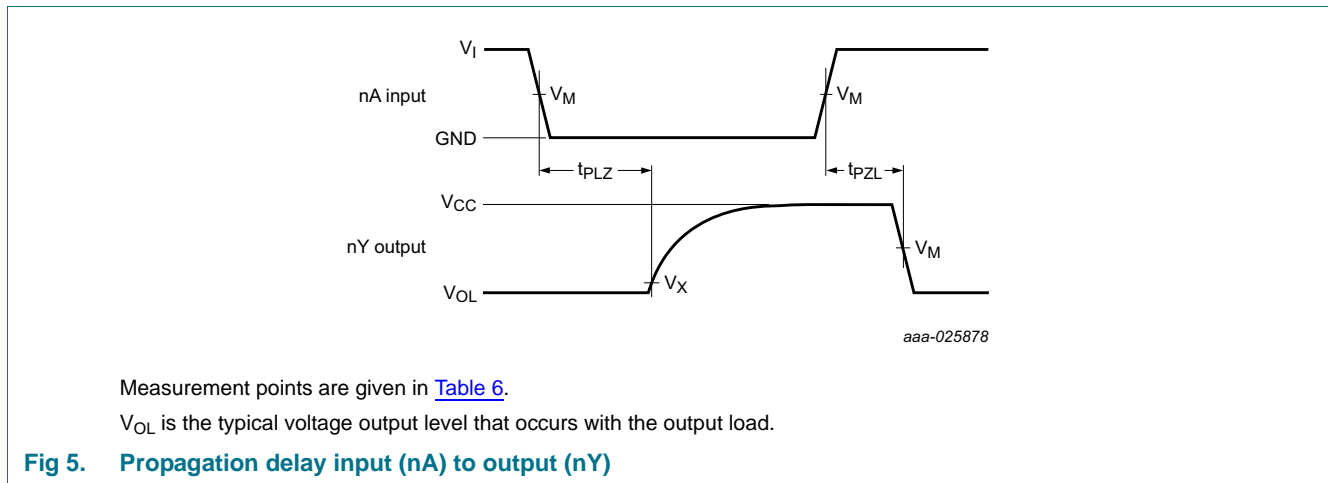 V_I
V_M
V_M
nA input
GND
t_PLZ
t_PZL
V_CC
nY output
V_M
V_X
V_OL
aaa-025878
Measurement points are given in Table 6.
V_OL is the typical voltage output level that occurs with the output load.
Fig 5. Propagation delay input (nA) to output (nY)